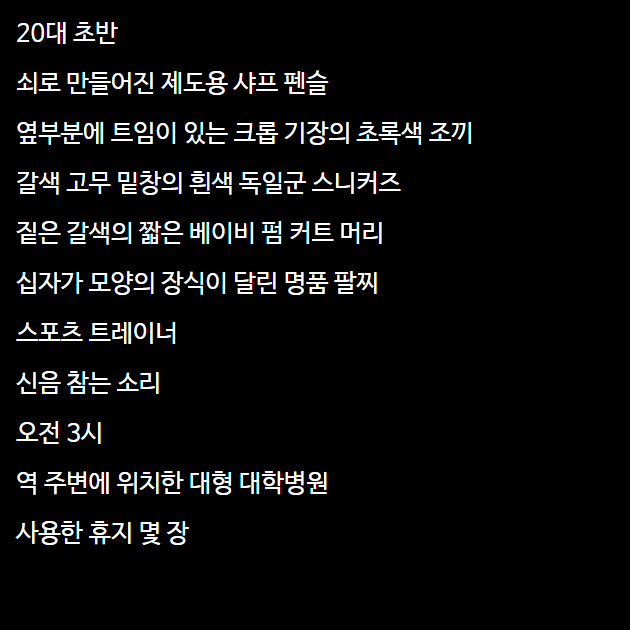 20대 초반
쇠로 만들어진 제도용 샤프 펜슬
옆부분에 트임이 있는 크롭 기장의 초록색 조끼
갈색 고무 밑창의 흰색 독일군 스니커즈
짙은 갈색의 짧은 베이비 펌 커트 머리
십자가 모양의 장식이 달린 명품 팔찌
스포츠 트레이너
신음 참는 소리
오전 3시
역 주변에 위치한 대형 대학병원
사용한 휴지 몇 장